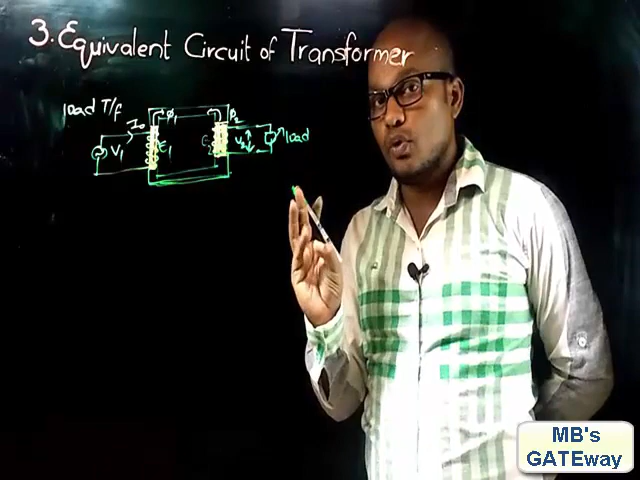 3. Equivalent Circuit of Transformer
load T/f
I₀ φ₁ φ₂
V₁ E₁ E₂ V₂ load
MB's
GATEway